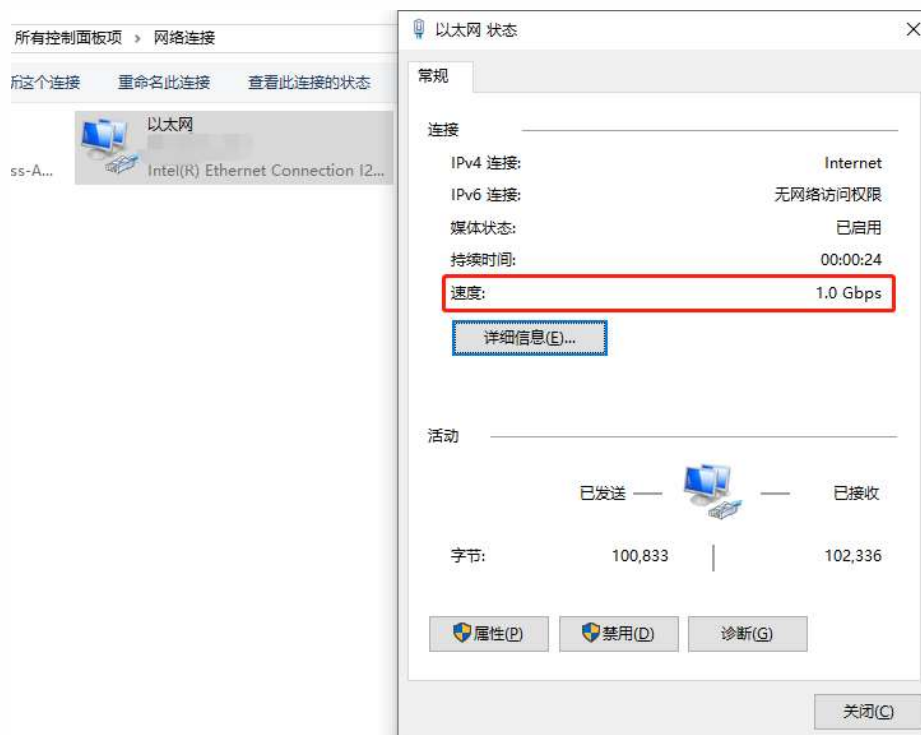 所有控制面板项 › 网络连接
这个连接 重命名此连接 查看此连接的状态
ss-A...
以太网
Intel(R) Ethernet Connection I2...
以太网 状态
常规
连接
IPv4 连接: Internet
IPv6 连接: 无网络访问权限
媒体状态: 已启用
持续时间: 00:00:24
速度: 1.0 Gbps
详细信息(E)...
活动
已发送 已接收
字节: 100,833 102,336
属性(P) 禁用(D) 诊断(G)
关闭(C)